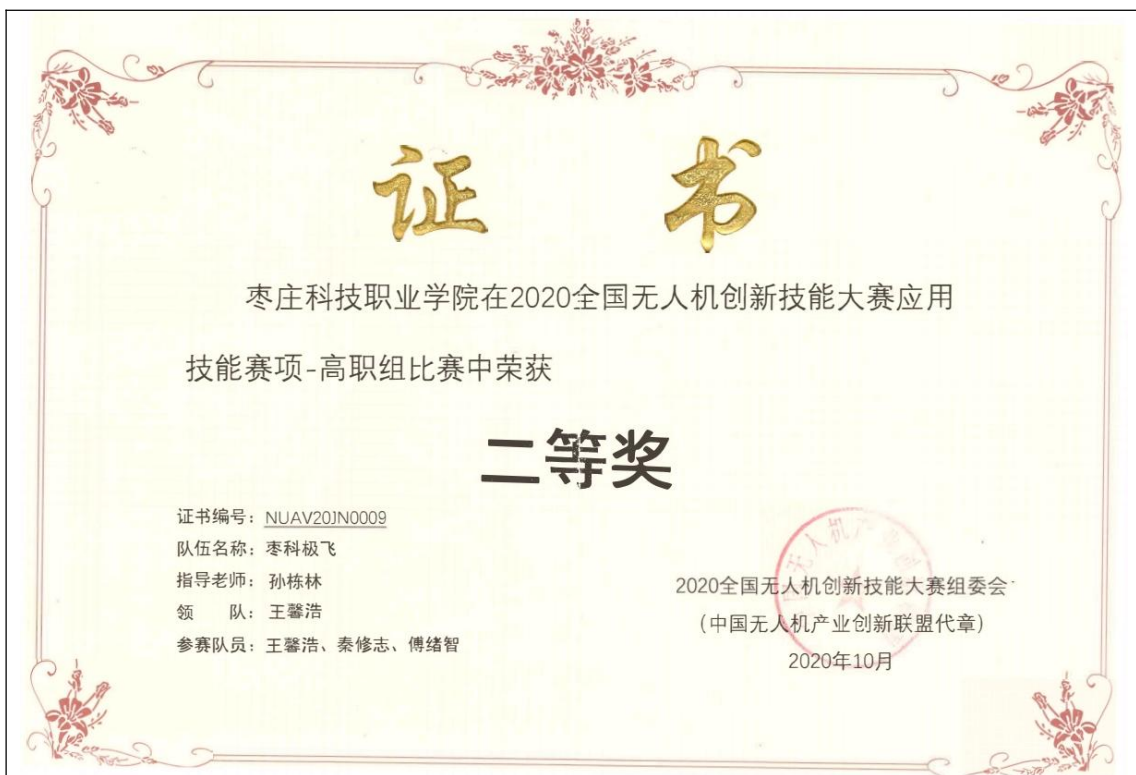 证 书
枣庄科技职业学院在2020全国无人机创新技能大赛应用
技能赛项-高职组比赛中荣获
二等奖
证书编号：NUAV20JN0009
队伍名称：枣科极飞
指导老师：孙栋林
领 队：王馨浩
参赛队员：王馨浩、秦修志、傅绪智
2020全国无人机创新技能大赛组委会
（中国无人机产业创新联盟代章）
2020年10月